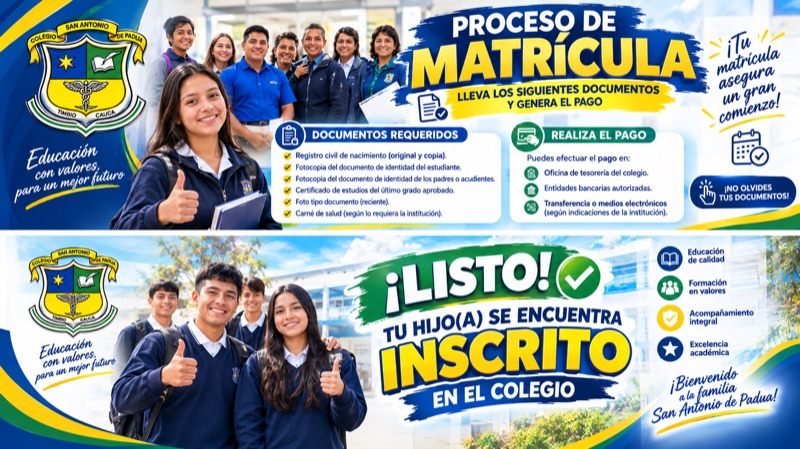 COLEGIO SAN ANTONIO DE PADUA
TIMBIO CAUCA
Educación
con valores,
para un mejor futuro
PROCESO DE
MATRÍCULA
LLEVA LOS SIGUIENTES DOCUMENTOS
Y GENERA EL PAGO
¡Tu
matrícula
asegura
un gran
comienzo!
DOCUMENTOS REQUERIDOS
Registro civil de nacimiento (original y copia).
Fotocopia del documento de identidad del estudiante.
Fotocopia del documento de identidad de los padres o acudientes.
Certificado de estudios del último grado aprobado.
Foto tipo documento (reciente).
Carné de salud (según lo requiera la institución).
REALIZA EL PAGO
Puedes efectuar el pago en:
Oficina de tesorería del colegio.
Entidades bancarias autorizadas.
Transferencia o medios electrónicos
(según indicaciones de la institución).
¡NO OLVIDES
TUS DOCUMENTOS!
COLEGIO SAN ANTONIO DE PADUA
TIMBIO CAUCA
Educación
con valores,
para un mejor futuro
¡LISTO!
TU HIJO(A) SE ENCUENTRA
INSCRITO
EN EL COLEGIO
Educación
de calidad
Formación
en valores
Acompañamiento
integral
Excelencia
académica
¡Bienvenido
a la familia
San Antonio de Padua!